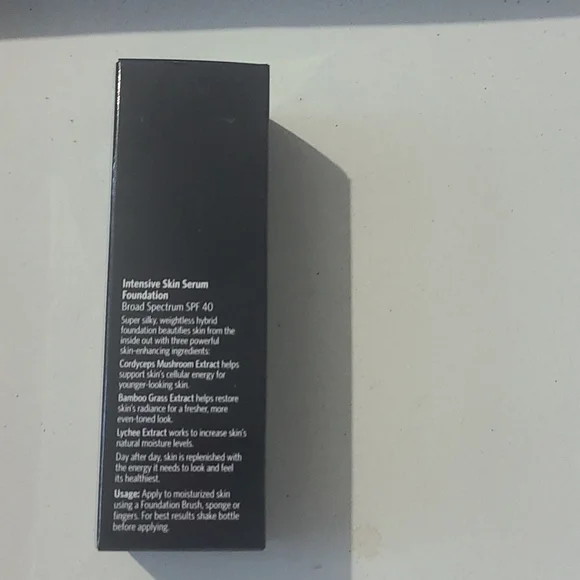 Intensive Skin Serum
Foundation
Broad Spectrum SPF 40
Super silky, weightless hybrid
foundation beautifies skin from the
inside out with three powerful
skin-enhancing ingredients:
Cordyceps Mushroom Extract helps
support skin's cellular energy for
younger-looking skin.
Bamboo Grass Extract helps restore
skin's radiance for a fresher, more
even-toned look.
Lychee Extract works to increase skin's
natural moisture levels.
Day after day, skin is replenished with
the energy it needs to look and feel
its healthiest.
Usage: Apply to moisturized skin
using a Foundation Brush, sponge or
fingers. For best results shake bottle
before applying.